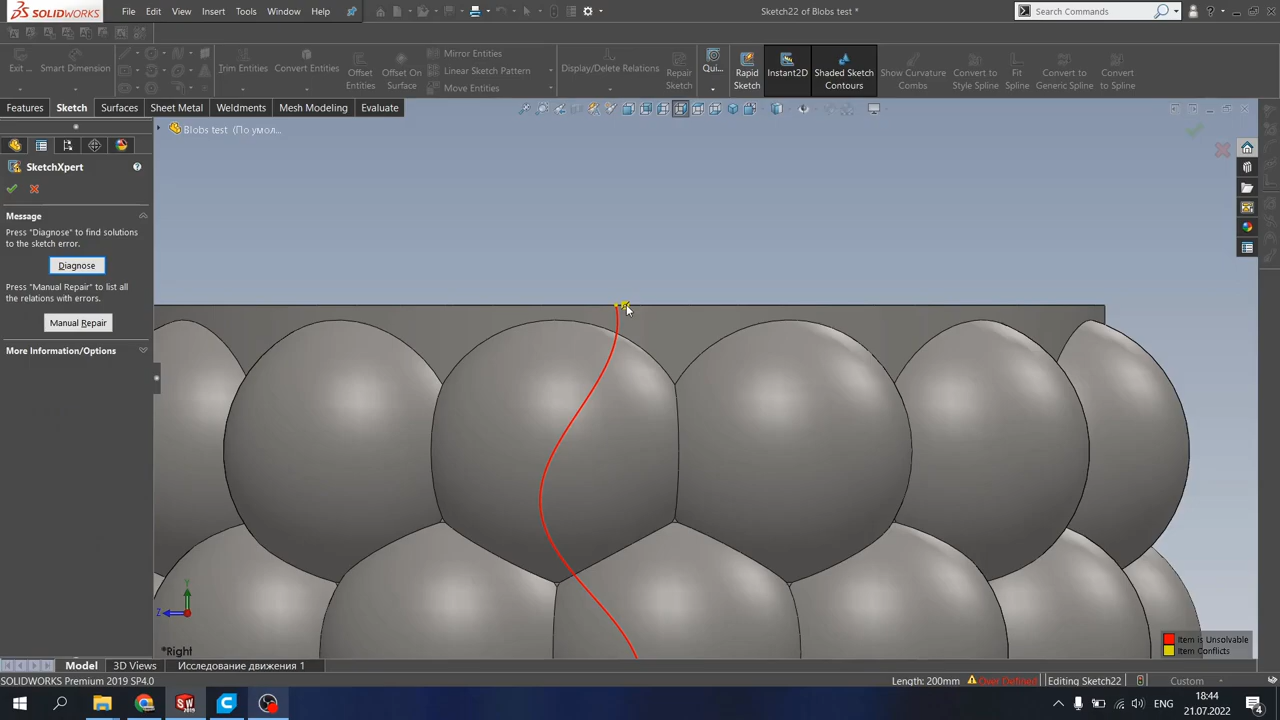 SOLIDWORKS
File Edit View Insert Tools Window Help
Sketch22 of Blobs test *
Search Commands
Exit ...
Smart Dimension
Trim Entities
Convert Entities
Offset Entities
Offset On Surface
Mirror Entities
Linear Sketch Pattern
Move Entities
Display/Delete Relations
Repair Sketch
Qui...
Rapid Sketch
Instant2D
Shaded Sketch Contours
Show Curvature Combs
Convert to Style Spline
Fit Spline
Convert to Generic Spline
Convert to Spline
Features Sketch Surfaces Sheet Metal Weldments Mesh Modeling Evaluate
Blobs test (По умол...
SketchXpert
Message
Press "Diagnose" to find solutions
to the sketch error.
Diagnose
Press "Manual Repair" to list all
the relations with errors.
Manual Repair
More Information/Options
Y
Z
*Right
Item is Unsolvable
Item Conflicts
Model 3D Views Исследование движения 1
SOLIDWORKS Premium 2019 SP4.0
Length: 200mm Over Defined Editing Sketch22 Custom
ENG
18:44
21.07.2022
4